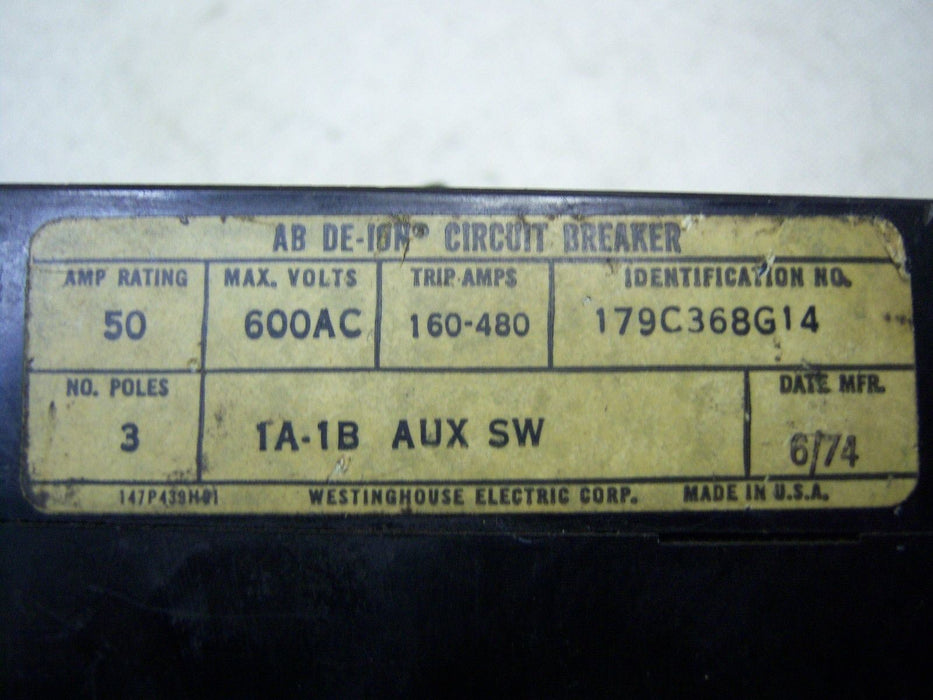 AB DE-ION® CIRCUIT BREAKER
AMP RATING MAX. VOLTS TRIP AMPS IDENTIFICATION NO.
50 600AC 160-480 179C368G14
NO. POLES DATE MFR.
3 1A-1B AUX SW 6/74
147P439H01 WESTINGHOUSE ELECTRIC CORP. MADE IN U.S.A.